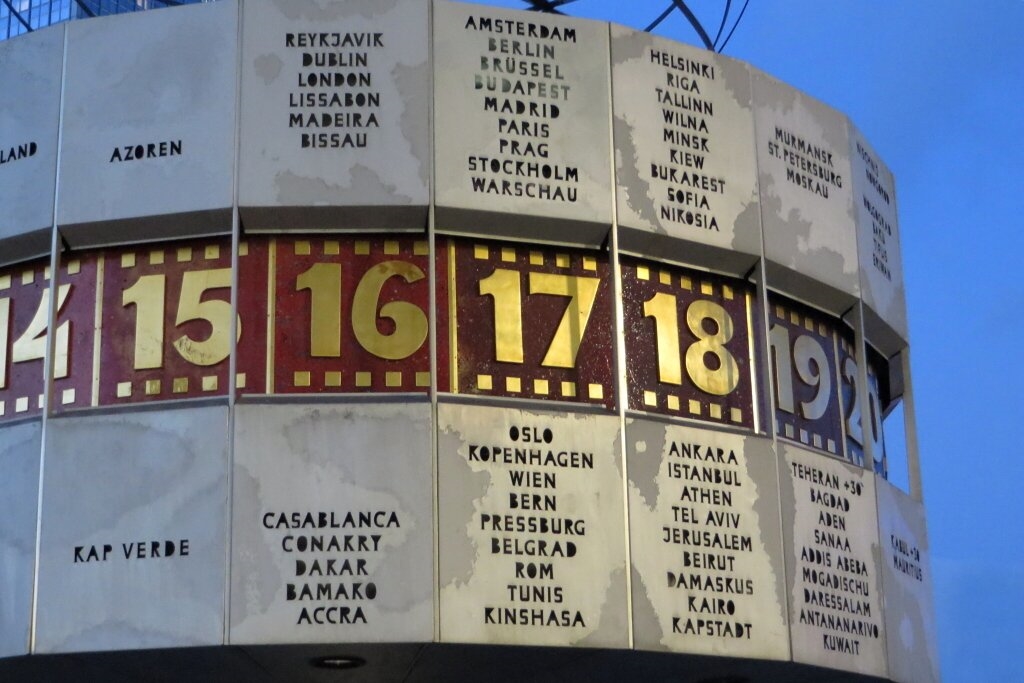 LAND
AZOREN
REYKJAVIK
DUBLIN
LONDON
LISSABON
MADEIRA
BISSAU
AMSTERDAM
BERLIN
BRÜSSEL
BUDAPEST
MADRID
PARIS
PRAG
STOCKHOLM
WARSCHAU
HELSINKI
RIGA
TALLINN
WILNA
MINSK
KIEW
BUKAREST
SOFIA
NIKOSIA
MURMANSK
ST. PETERSBURG
MOSKAU
14
15
16
17
18
19
20
KAP VERDE
CASABLANCA
CONAKRY
DAKAR
BAMAKO
ACCRA
OSLO
KOPENHAGEN
WIEN
BERN
PRESSBURG
BELGRAD
ROM
TUNIS
KINSHASA
ANKARA
ISTANBUL
ATHEN
TEL AVIV
JERUSALEM
BEIRUT
DAMASKUS
KAIRO
KAPSTADT
TEHERAN +30'
BAGDAD
ADEN
SANAA
ADDIS ABEBA
MOGADISCHU
DARESSALAM
ANTANANARIVO
KUWAIT
KABUL +30
MAURITIUS